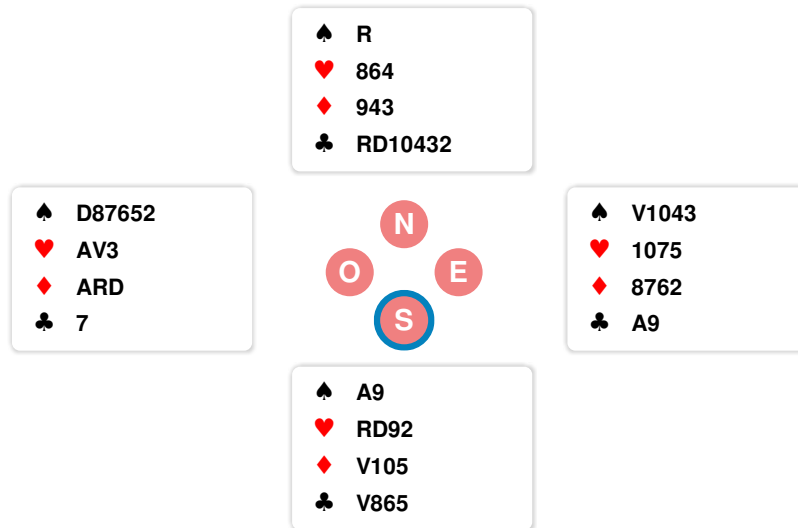 ♠ R
♥ 864
♦ 943
♣ RD10432
♠ D87652
♥ AV3
♦ ARD
♣ 7
N
O E
S
♠ V1043
♥ 1075
♦ 8762
♣ A9
♠ A9
♥ RD92
♦ V105
♣ V865